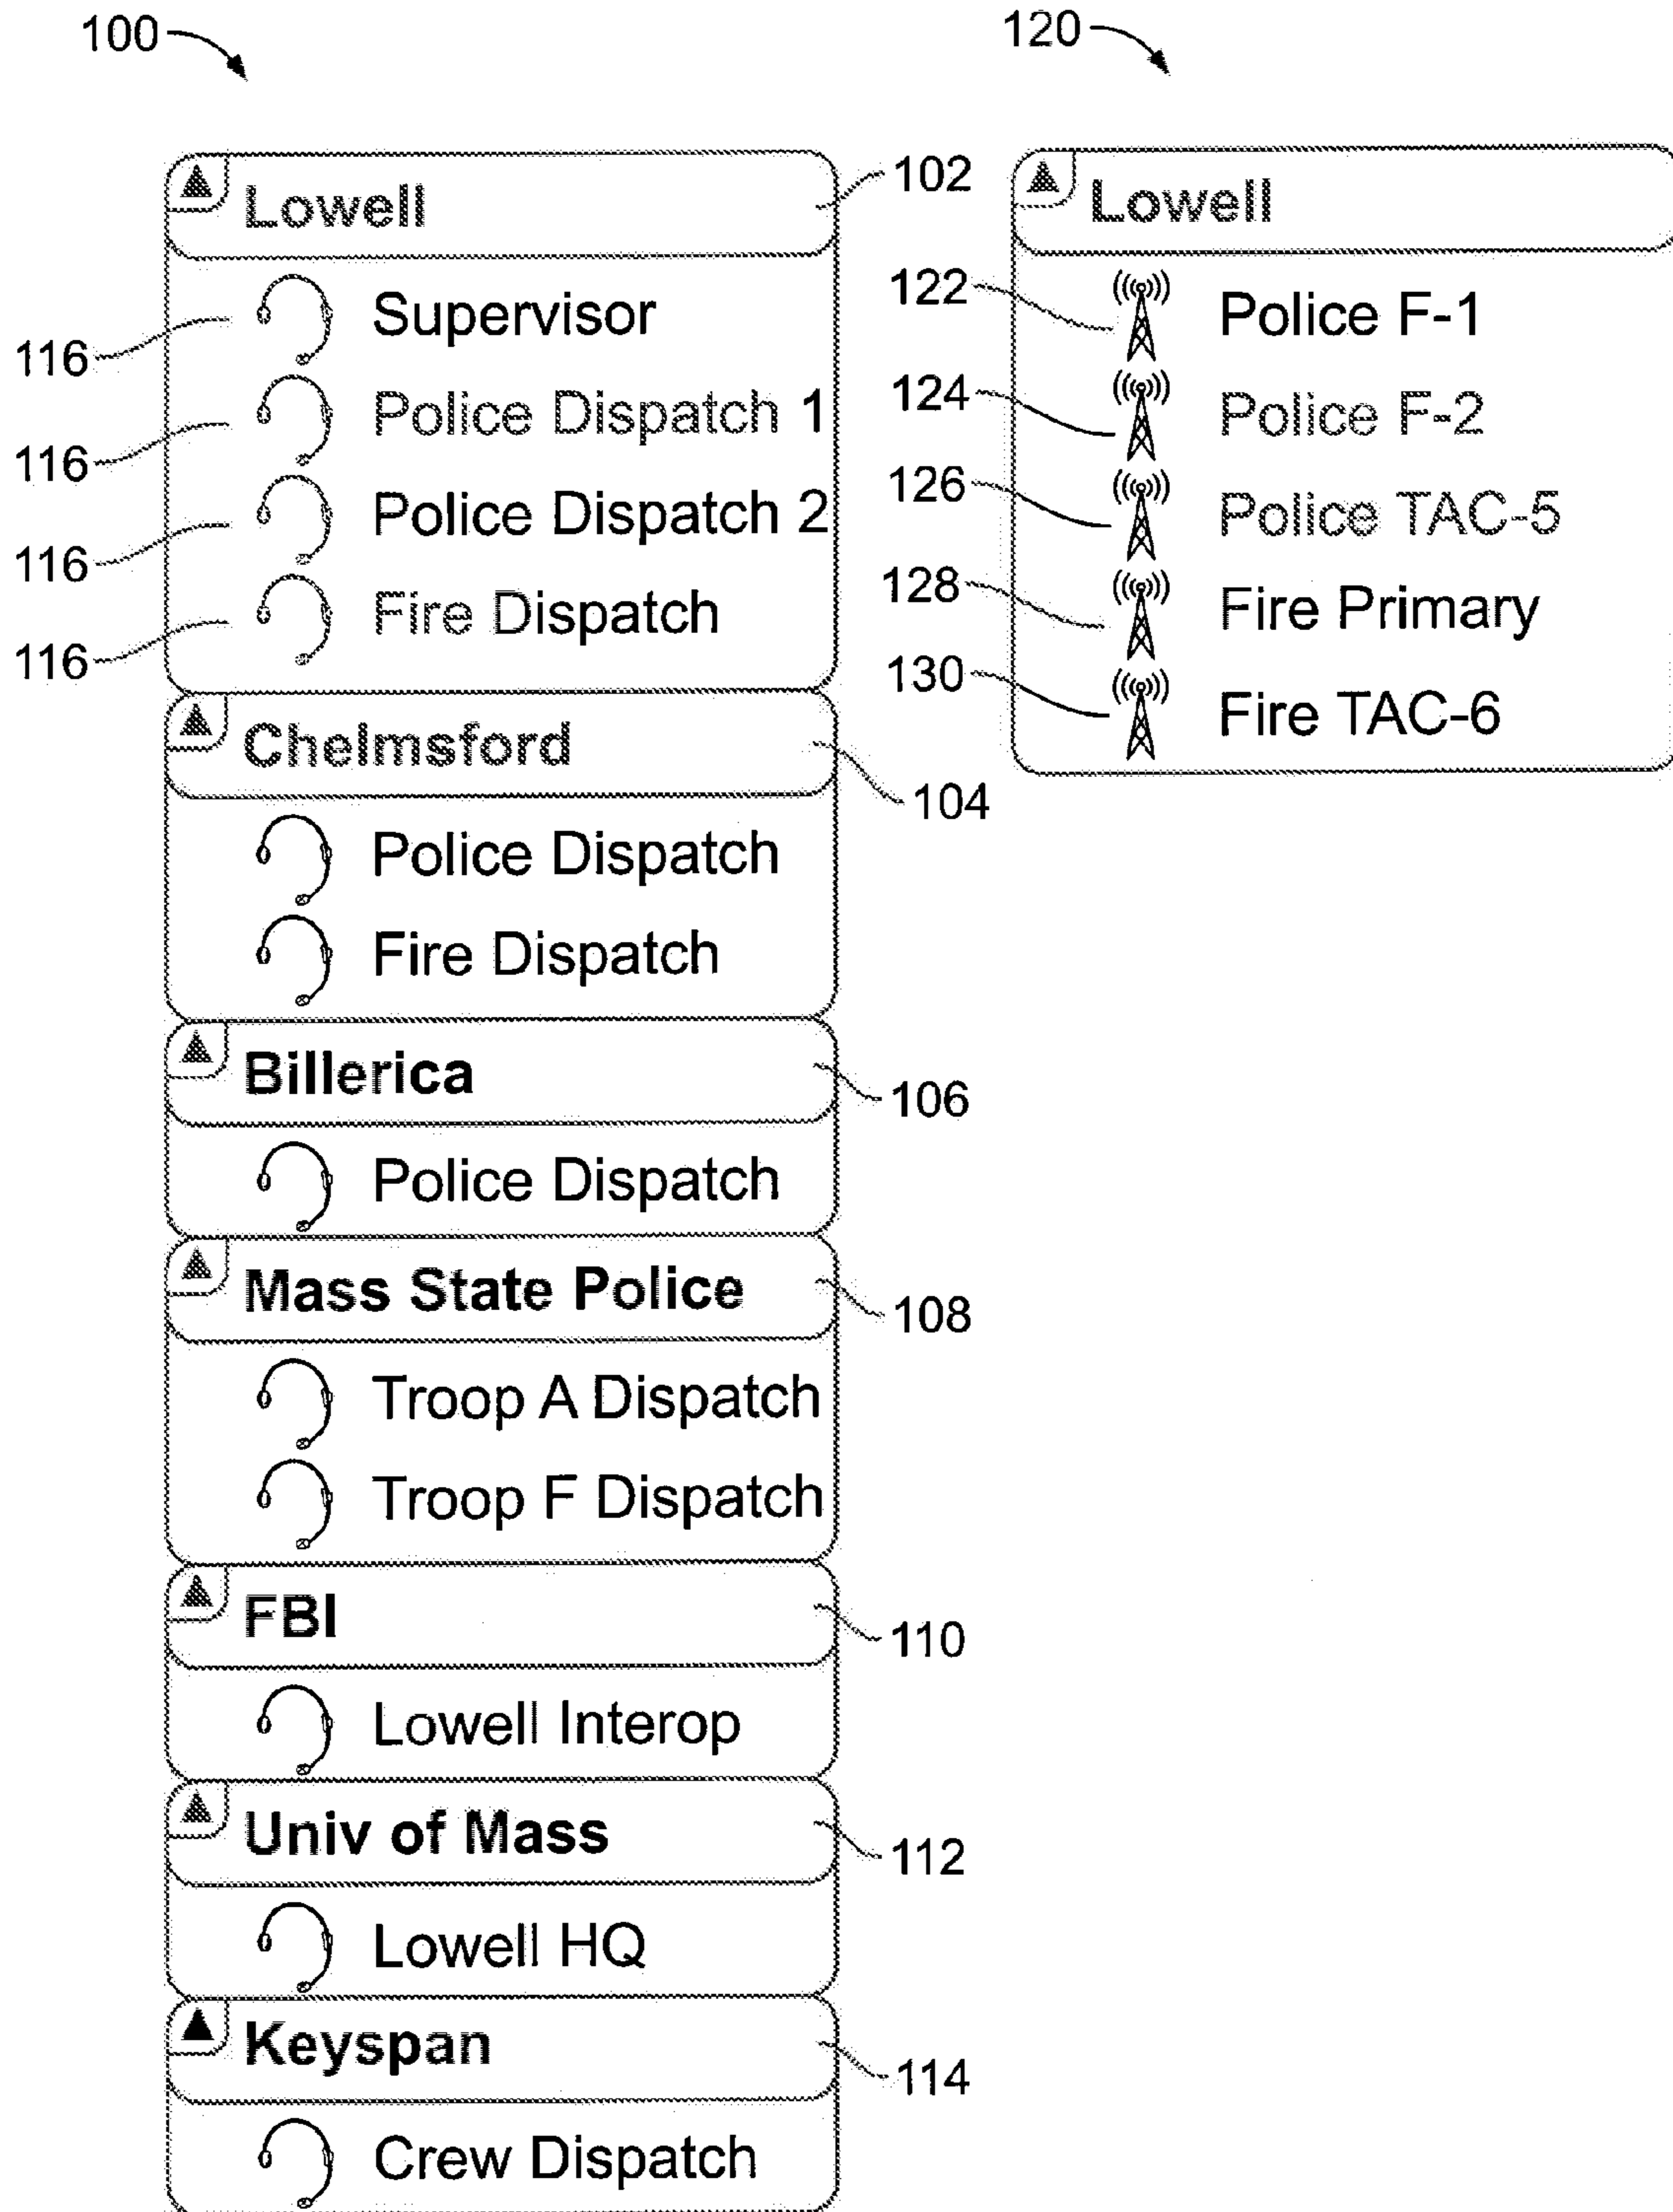 100
120
Lowell
102
Supervisor
116
Police Dispatch 1
116
Police Dispatch 2
116
Fire Dispatch
116
Chelmsford
104
Police Dispatch
Fire Dispatch
Billerica
106
Police Dispatch
Mass State Police
108
Troop A Dispatch
Troop F Dispatch
FBI
110
Lowell Interop
Univ of Mass
112
Lowell HQ
Keyspan
114
Crew Dispatch
Lowell
122
Police F-1
124
Police F-2
126
Police TAC-5
128
Fire Primary
130
Fire TAC-6